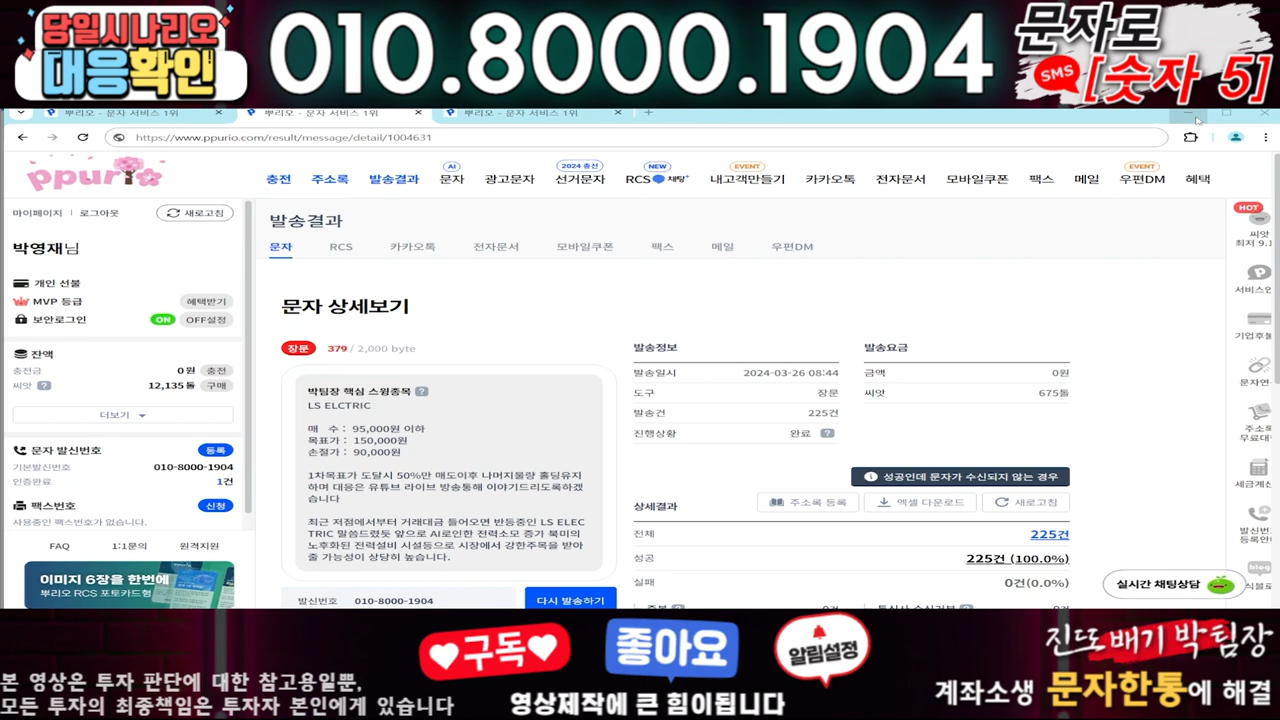 당일시나리오
대응확인
010.8000.1904
문자로
SMS
[숫자 5]
뿌리오 - 문자 서비스 1위
뿌리오 - 문자 서비스 1위
뿌리오 - 문자 서비스 1위
https://www.ppurio.com/result/message/detail/1004631
ppurio
충전
주소록
발송결과
AI
문자
광고문자
2024 총선
선거문자
NEW
RCS 채팅+
EVENT
내고객만들기
카카오톡
전자문서
모바일쿠폰
팩스
메일
EVENT
우편DM
혜택
마이페이지 | 로그아웃
새로고침
박영재님
개인 선불
MVP 등급
혜택받기
보안로그인
ON
OFF설정
잔액
충전금
0원
충전
씨앗 ?
12,135톨
구매
더보기
문자 발신번호
등록
기본발신번호
010-8000-1904
인증완료
1건
팩스번호
신청
사용중인 팩스번호가 없습니다.
FAQ
1:1문의
원격지원
이미지 6장을 한번에
뿌리오 RCS 포토카드형
발송결과
문자
RCS
카카오톡
전자문서
모바일쿠폰
팩스
메일
우편DM
문자 상세보기
장문
379 / 2,000 byte
박팀장 핵심 스윙종목 ?
LS ELCTRIC
매 수 : 95,000원 이하
목표가 : 150,000원
손절가 : 90,000원
1차목표가 도달시 50%만 매도이후 나머지물량 홀딩유지
하며 대응은 유튜브 라이브 방송통해 이야기드리도록하겠
습니다
최근 저점에서부터 거래대금 들어오면 반등중인 LS ELEC
TRIC 말씀드렸듯 앞으로 AI로인한 전력소모 증가 북미의
노후화된 전력설비 시설등으로 시장에서 강한주목을 받아
줄 가능성이 상당히 높습니다.
발신번호
010-8000-1904
다시 발송하기
발송정보
발송일시
2024-03-26 08:44
도구
장문
발송건
225건
진행상황
완료 ?
발송요금
금액
0원
씨앗
675톨
성공인데 문자가 수신되지 않는 경우
상세결과
주소록 등록
엑셀 다운로드
새로고침
전체
225건
성공
225건 (100.0%)
실패
0건(0.0%)
HOT
씨앗
최저 9.
서비스
기업후불
문자연
주소록
무료대
세금계산
발신번호
등록안
blog
실시간 채팅상담
본 영상은 투자 판단에 대한 참고용일뿐,
모든 투자의 최종책임은 투자자 본인에게 있습니다
구독
좋아요
알림설정
영상제작에 큰 힘이됩니다
진또배기 박팀장
계좌소생 문자한통에 해결